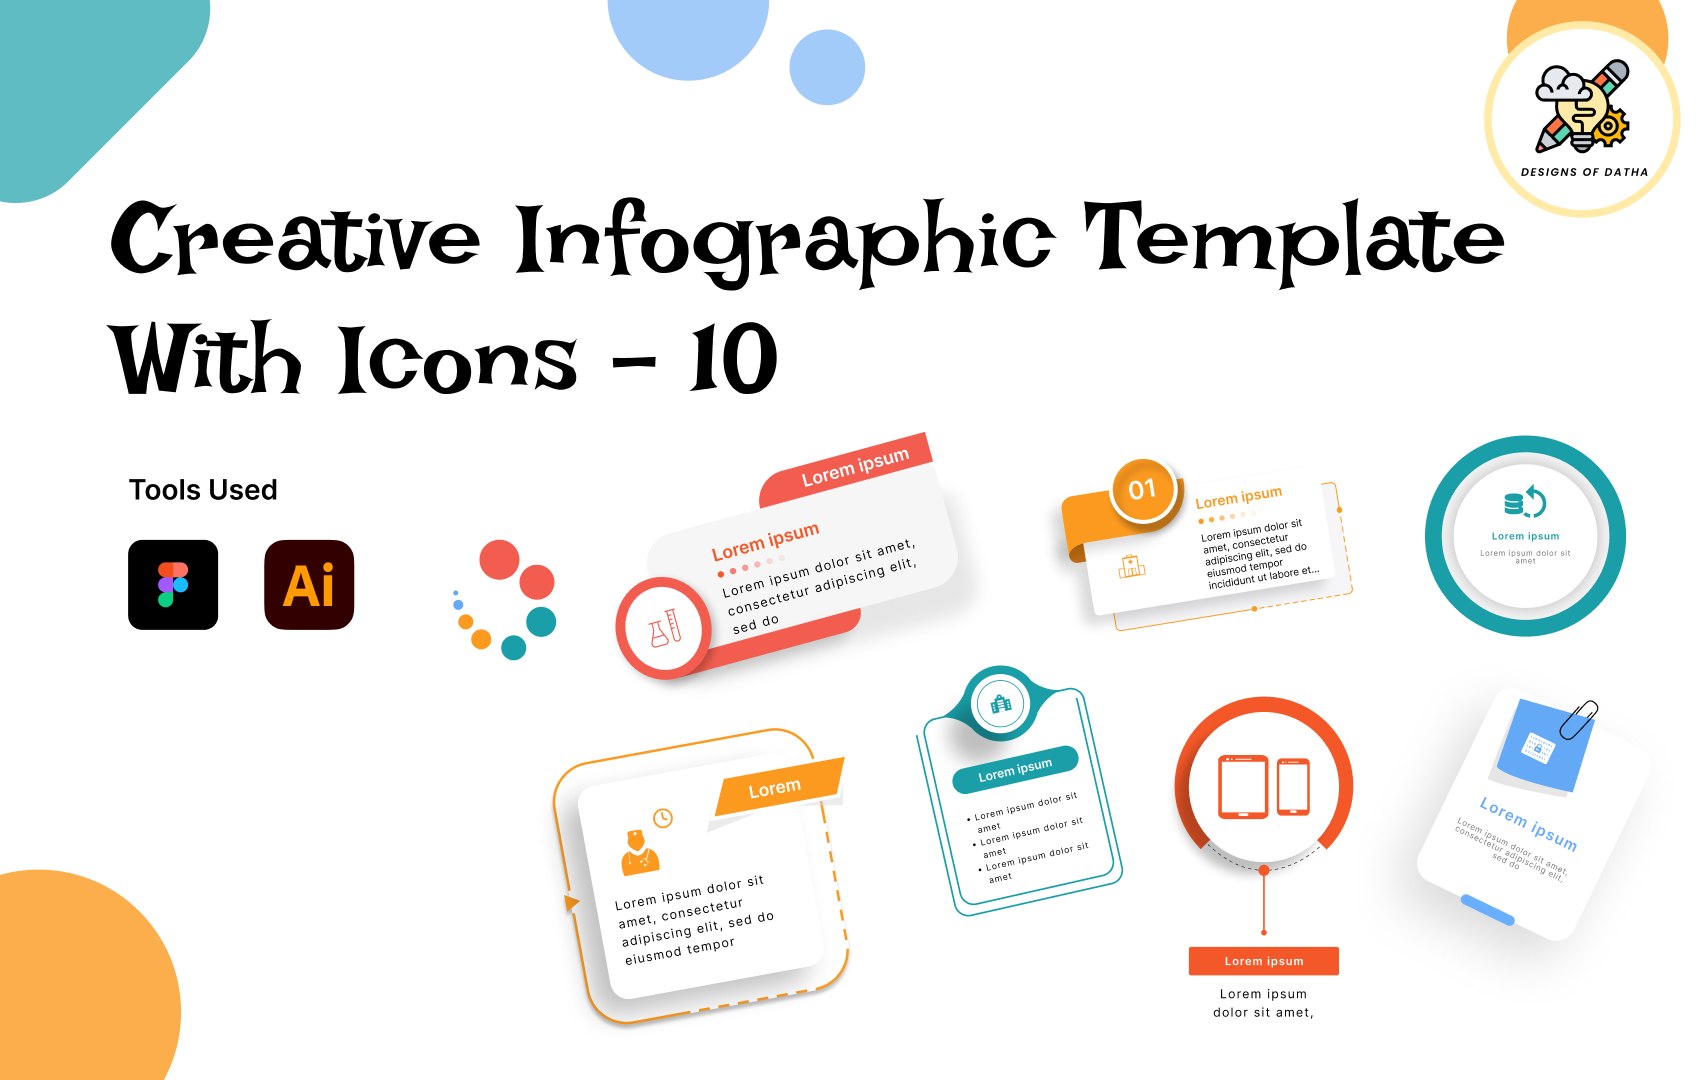 DESIGNS OF DATHA
Creative Infographic Template
With Icons - 10
Tools Used
Ai
Lorem ipsum
Lorem ipsum
Lorem ipsum dolor sit amet,
consectetur adipiscing elit,
sed do
01
Lorem ipsum
Lorem ipsum dolor sit
amet, consectetur
adipiscing elit, sed do
eiusmod tempor
incididunt ut labore et...
Lorem ipsum
Lorem ipsum dolor sit
amet
Lorem
Lorem ipsum dolor sit
amet, consectetur
adipiscing elit, sed do
eiusmod tempor
Lorem ipsum
• Lorem ipsum dolor sit
amet
• Lorem ipsum dolor sit
amet
• Lorem ipsum dolor sit
amet
Lorem ipsum
Lorem ipsum
dolor sit amet,
Lorem ipsum
Lorem ipsum dolor sit amet,
consectetur adipiscing elit,
sed do